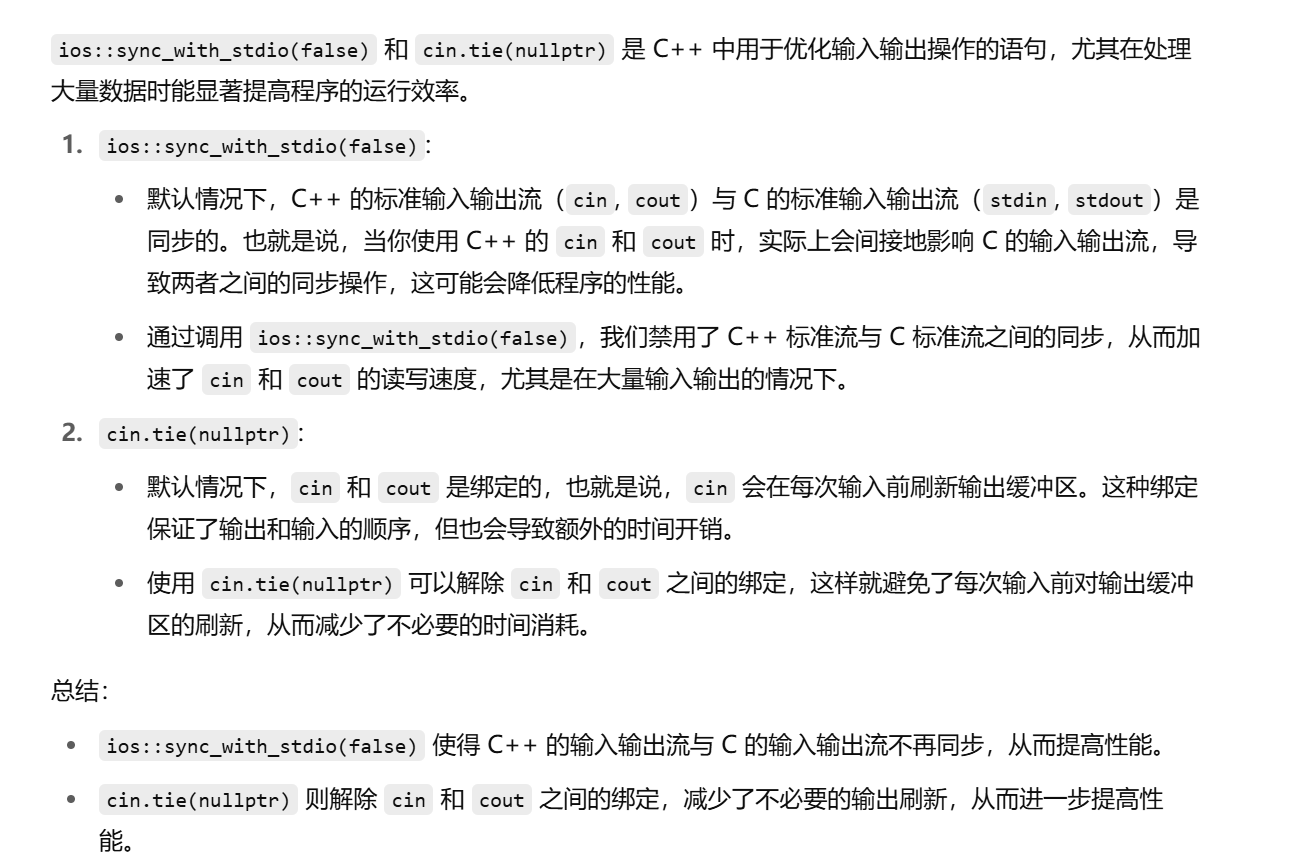 ios::sync_with_stdio(false) 和 cin.tie(nullptr) 是 C++ 中用于优化输入输出操作的语句，尤其在处理
大量数据时能显著提高程序的运行效率。
1. ios::sync_with_stdio(false)：
• 默认情况下，C++ 的标准输入输出流（cin, cout）与 C 的标准输入输出流（stdin, stdout）是
同步的。也就是说，当你使用 C++ 的 cin 和 cout 时，实际上会间接地影响 C 的输入输出流，导
致两者之间的同步操作，这可能会降低程序的性能。
• 通过调用 ios::sync_with_stdio(false)，我们禁用了 C++ 标准流与 C 标准流之间的同步，从而加
速了 cin 和 cout 的读写速度，尤其是在大量输入输出的情况下。
2. cin.tie(nullptr)：
• 默认情况下，cin 和 cout 是绑定的，也就是说，cin 会在每次输入前刷新输出缓冲区。这种绑定
保证了输出和输入的顺序，但也会导致额外的时间开销。
• 使用 cin.tie(nullptr) 可以解除 cin 和 cout 之间的绑定，这样就避免了每次输入前对输出缓冲
区的刷新，从而减少了不必要的时间消耗。
总结：
• ios::sync_with_stdio(false) 使得 C++ 的输入输出流与 C 的输入输出流不再同步，从而提高性能。
• cin.tie(nullptr) 则解除 cin 和 cout 之间的绑定，减少了不必要的输出刷新，从而进一步提高性
能。